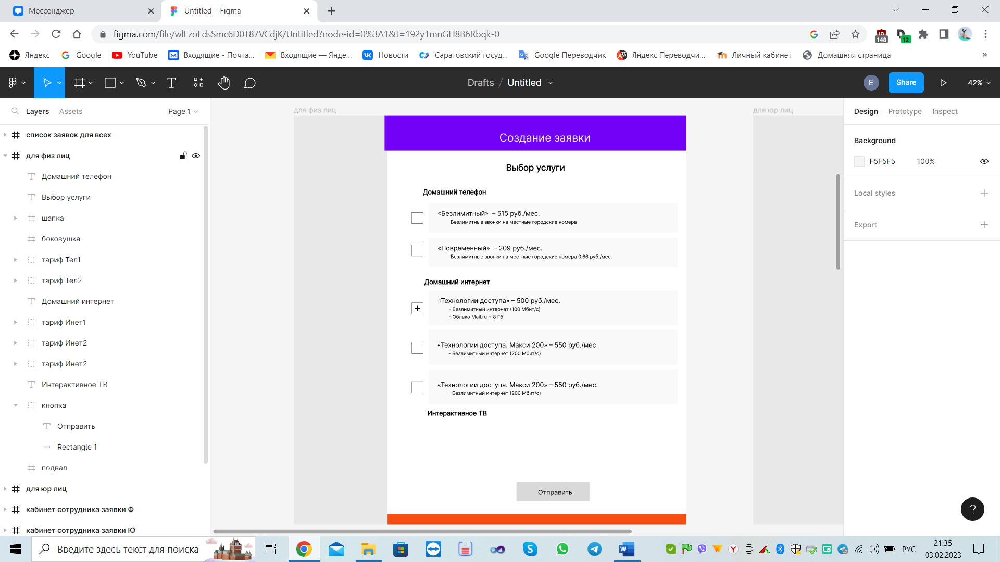 Мессенджер
Untitled – Figma
figma.com/file/wlFzoLdsSmc6D0T87VCdjK/Untitled?node-id=0%3A1&t=192y1mnGH8B6Rbqk-0
148
12
Яндекс
Google
YouTube
Входящие - Почта...
Входящие — Янде...
Новости
Саратовский госуд...
Google Переводчик
Яндекс Переводчи...
Личный кабинет
Домашняя страница
»
Drafts / Untitled
E
Share
42%
Layers
Assets
Page 1
список заявок для всех
для физ лиц
Домашний телефон
Выбор услуги
шапка
боковушка
тариф Тел1
тариф Тел2
Домашний интернет
тариф Инет1
тариф Инет2
тариф Инет2
Интерактивное ТВ
кнопка
Отправить
Rectangle 1
подвал
для юр лиц
кабинет сотрудника заявки Ф
кабинет сотрудника заявки Ю
для физ лиц
для юр лиц
Создание заявки
Выбор услуги
Домашний телефон
«Безлимитный» – 515 руб./мес.
Безлимитные звонки на местные городские номера
«Повременный» – 209 руб./мес.
Безлимитные звонки на местные городские номера 0.66 руб./мес.
Домашний интернет
+
«Технологии доступа» – 500 руб./мес.
- Безлимитный интернет (100 Мбит/с)
- Облако Mail.ru + 8 Гб
«Технологии доступа. Макси 200» – 550 руб./мес.
- Безлимитный интернет (200 Мбит/с)
«Технологии доступа. Макси 200» – 550 руб./мес.
- Безлимитный интернет (200 Мбит/с)
Интерактивное ТВ
Отправить
Design
Prototype
Inspect
Background
F5F5F5
100%
Local styles
Export
?
Введите здесь текст для поиска
РУС
21:35
03.02.2023